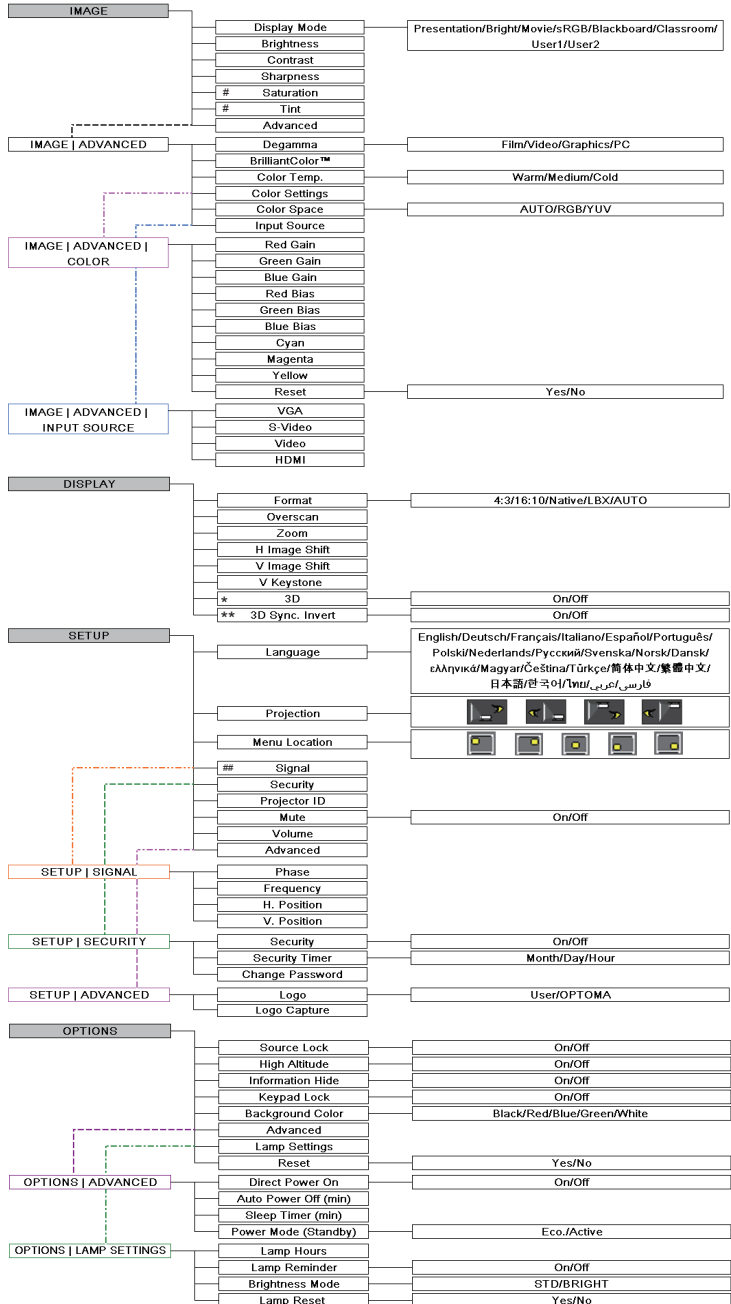 IMAGE
Display Mode
Presentation/Bright/Movie/sRGB/Blackboard/Classroom/
User1/User2
Brightness
Contrast
Sharpness
# Saturation
# Tint
Advanced
IMAGE | ADVANCED
Degamma
Film/Video/Graphics/PC
BrilliantColor™
Color Temp.
Warm/Medium/Cold
Color Settings
Color Space
AUTO/RGB/YUV
Input Source
IMAGE | ADVANCED |
COLOR
Red Gain
Green Gain
Blue Gain
Red Bias
Green Bias
Blue Bias
Cyan
Magenta
Yellow
Reset
Yes/No
IMAGE | ADVANCED |
INPUT SOURCE
VGA
S-Video
Video
HDMI
DISPLAY
Format
4:3/16:10/Native/LBX/AUTO
Overscan
Zoom
H Image Shift
V Image Shift
V Keystone
* 3D
On/Off
** 3D Sync. Invert
On/Off
SETUP
Language
English/Deutsch/Français/Italiano/Español/Português/
Polski/Nederlands/Русский/Svenska/Norsk/Dansk/
ελληνικά/Magyar/Čeština/Türkçe/简体中文/繁體中文/
日本語/한국어/ไทย/فارسی/عربي
Projection
Menu Location
## Signal
Security
Projector ID
Mute
On/Off
Volume
Advanced
SETUP | SIGNAL
Phase
Frequency
H. Position
V. Position
SETUP | SECURITY
Security
On/Off
Security Timer
Month/Day/Hour
Change Password
SETUP | ADVANCED
Logo
User/OPTOMA
Logo Capture
OPTIONS
Source Lock
On/Off
High Altitude
On/Off
Information Hide
On/Off
Keypad Lock
On/Off
Background Color
Black/Red/Blue/Green/White
Advanced
Lamp Settings
Reset
Yes/No
OPTIONS | ADVANCED
Direct Power On
On/Off
Auto Power Off (min)
Sleep Timer (min)
Power Mode (Standby)
Eco./Active
OPTIONS | LAMP SETTINGS
Lamp Hours
Lamp Reminder
On/Off
Brightness Mode
STD/BRIGHT
Lamp Reset
Yes/No